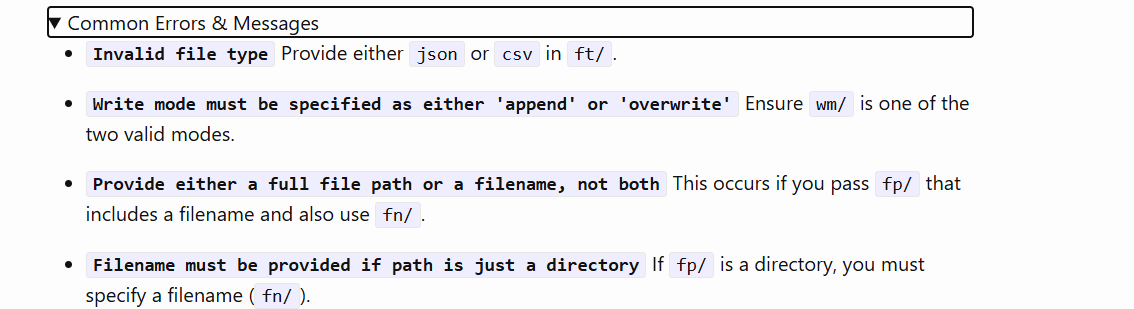 ▼ Common Errors & Messages
• Invalid file type Provide either json or csv in ft/ .
• Write mode must be specified as either 'append' or 'overwrite' Ensure wm/ is one of the
two valid modes.
• Provide either a full file path or a filename, not both This occurs if you pass fp/ that
includes a filename and also use fn/ .
• Filename must be provided if path is just a directory If fp/ is a directory, you must
specify a filename ( fn/ ).